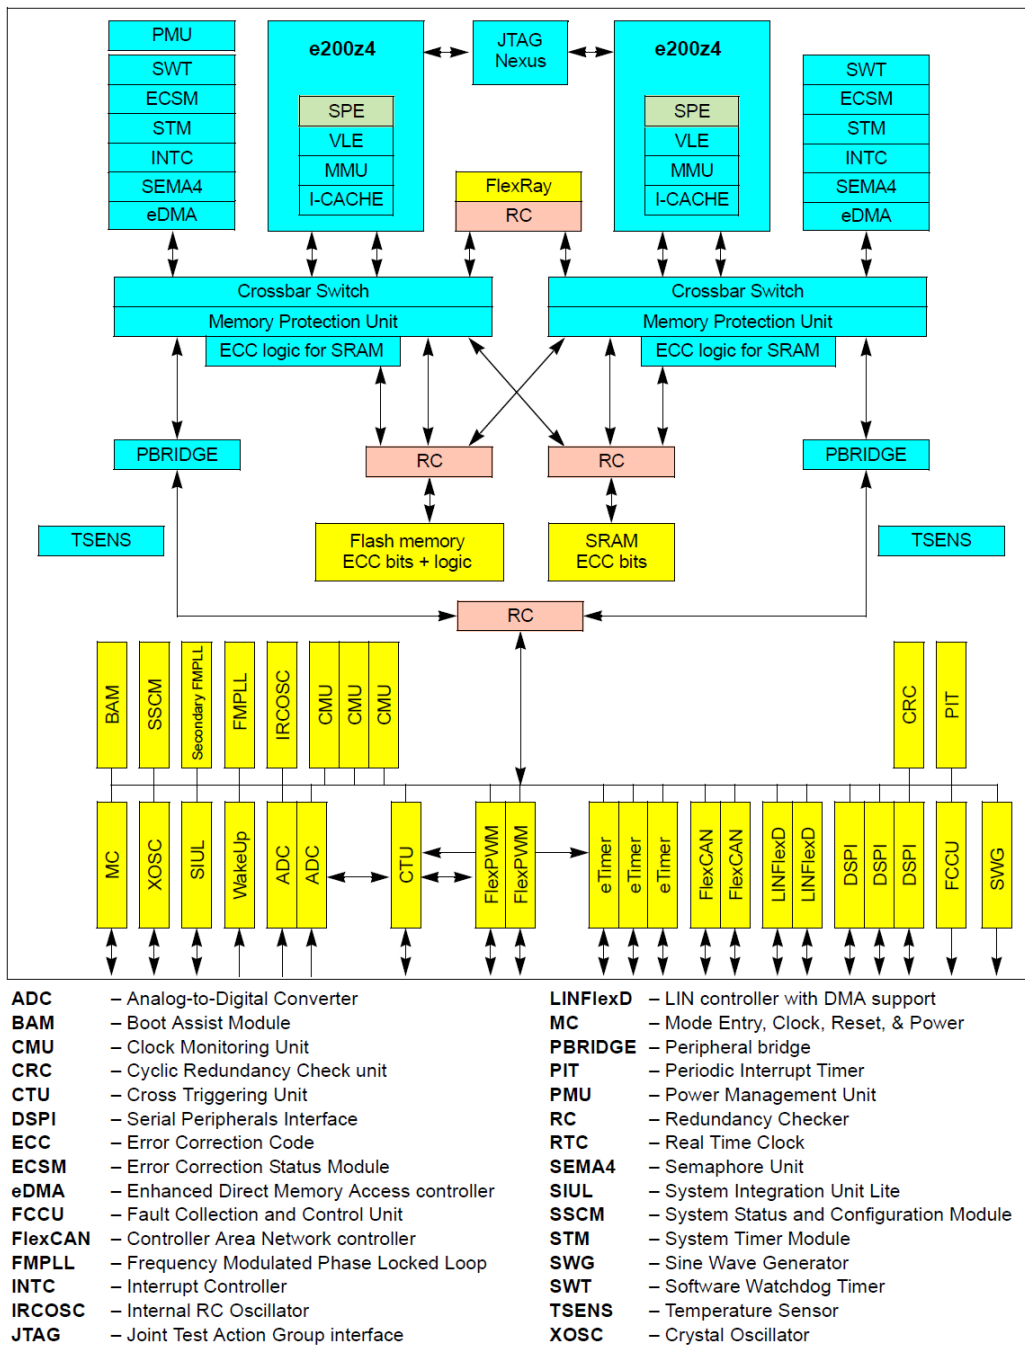 PMU
SWT
ECSM
STM
INTC
SEMA4
eDMA
e200z4
SPE
VLE
MMU
I-CACHE
JTAG
Nexus
FlexRay
RC
e200z4
SPE
VLE
MMU
I-CACHE
SWT
ECSM
STM
INTC
SEMA4
eDMA
Crossbar Switch
Memory Protection Unit
ECC logic for SRAM
Crossbar Switch
Memory Protection Unit
ECC logic for SRAM
PBRIDGE
RC
RC
PBRIDGE
TSENS
Flash memory
ECC bits + logic
SRAM
ECC bits
TSENS
RC
BAM
SSCM
Secondary FMPLL
FMPLL
IRCOSC
CMU
CMU
CMU
CRC
PIT
MC
XOSC
SIUL
WakeUp
ADC
ADC
CTU
FlexPWM
FlexPWM
eTimer
eTimer
eTimer
FlexCAN
FlexCAN
LINFlexD
LINFlexD
DSPI
DSPI
DSPI
FCCU
SWG
ADC – Analog-to-Digital Converter
BAM – Boot Assist Module
CMU – Clock Monitoring Unit
CRC – Cyclic Redundancy Check unit
CTU – Cross Triggering Unit
DSPI – Serial Peripherals Interface
ECC – Error Correction Code
ECSM – Error Correction Status Module
eDMA – Enhanced Direct Memory Access controller
FCCU – Fault Collection and Control Unit
FlexCAN – Controller Area Network controller
FMPLL – Frequency Modulated Phase Locked Loop
INTC – Interrupt Controller
IRCOSC – Internal RC Oscillator
JTAG – Joint Test Action Group interface
LINFlexD – LIN controller with DMA support
MC – Mode Entry, Clock, Reset, & Power
PBRIDGE – Peripheral bridge
PIT – Periodic Interrupt Timer
PMU – Power Management Unit
RC – Redundancy Checker
RTC – Real Time Clock
SEMA4 – Semaphore Unit
SIUL – System Integration Unit Lite
SSCM – System Status and Configuration Module
STM – System Timer Module
SWG – Sine Wave Generator
SWT – Software Watchdog Timer
TSENS – Temperature Sensor
XOSC – Crystal Oscillator